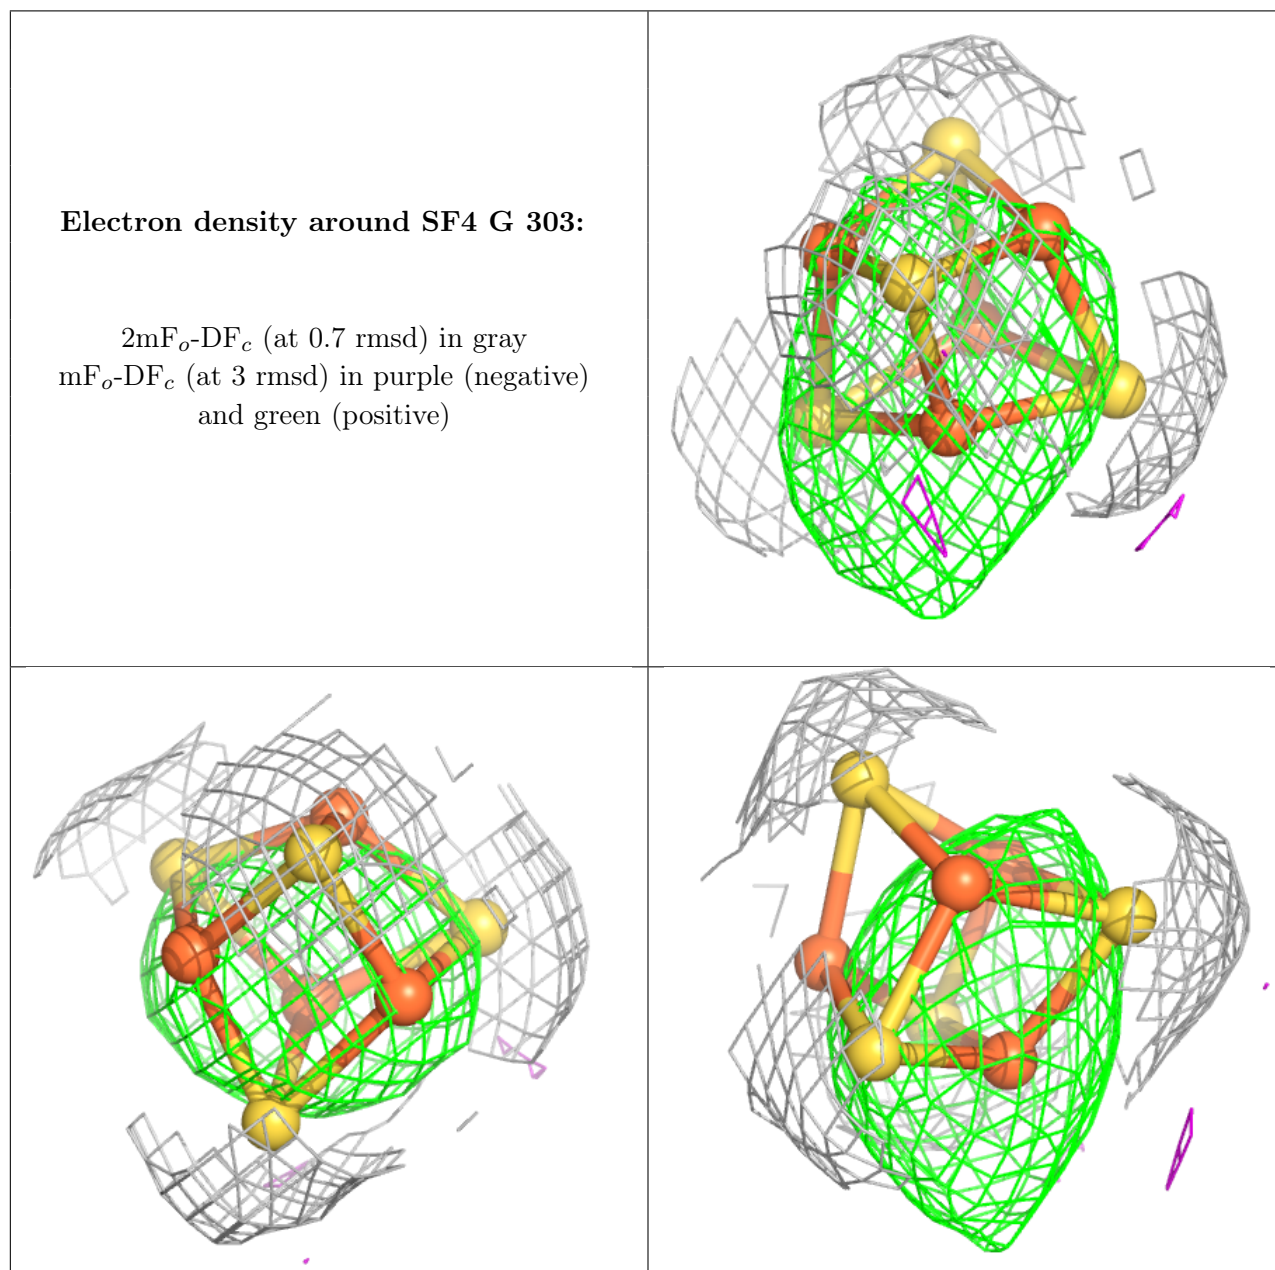 Electron density around SF4 G 303:
2mFo-DFc (at 0.7 rmsd) in gray
mFo-DFc (at 3 rmsd) in purple (negative)
and green (positive)